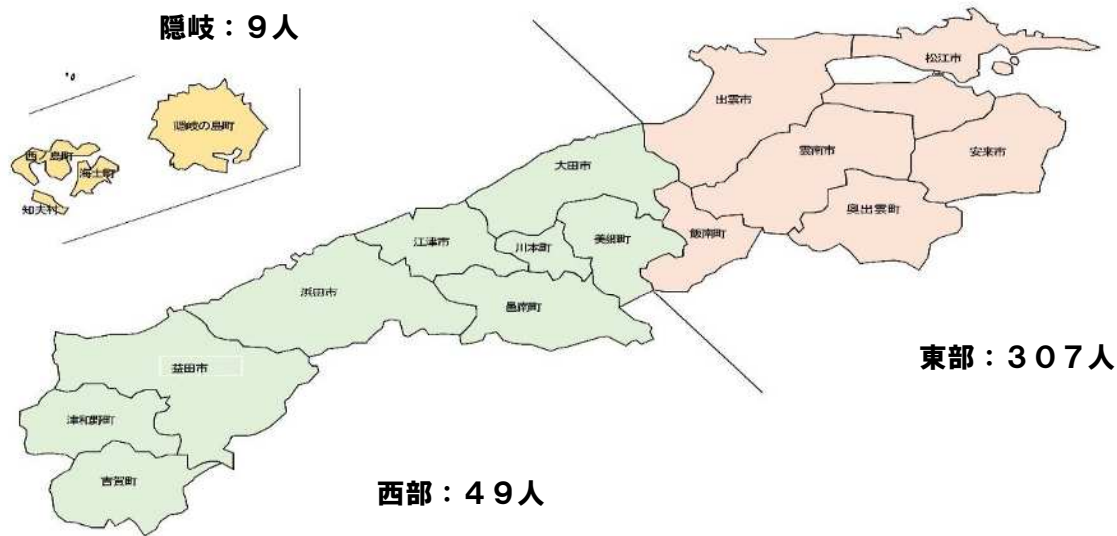 隠岐：９人
松江市
出雲市
隠岐の島町
雲南市
安来市
西ノ島町
大田市
海士町
知夫村
奥出雲町
飯南町
江津市
川本町
美郷町
浜田市
邑南町
東部：３０７人
益田市
津和野町
吉賀町
西部：４９人